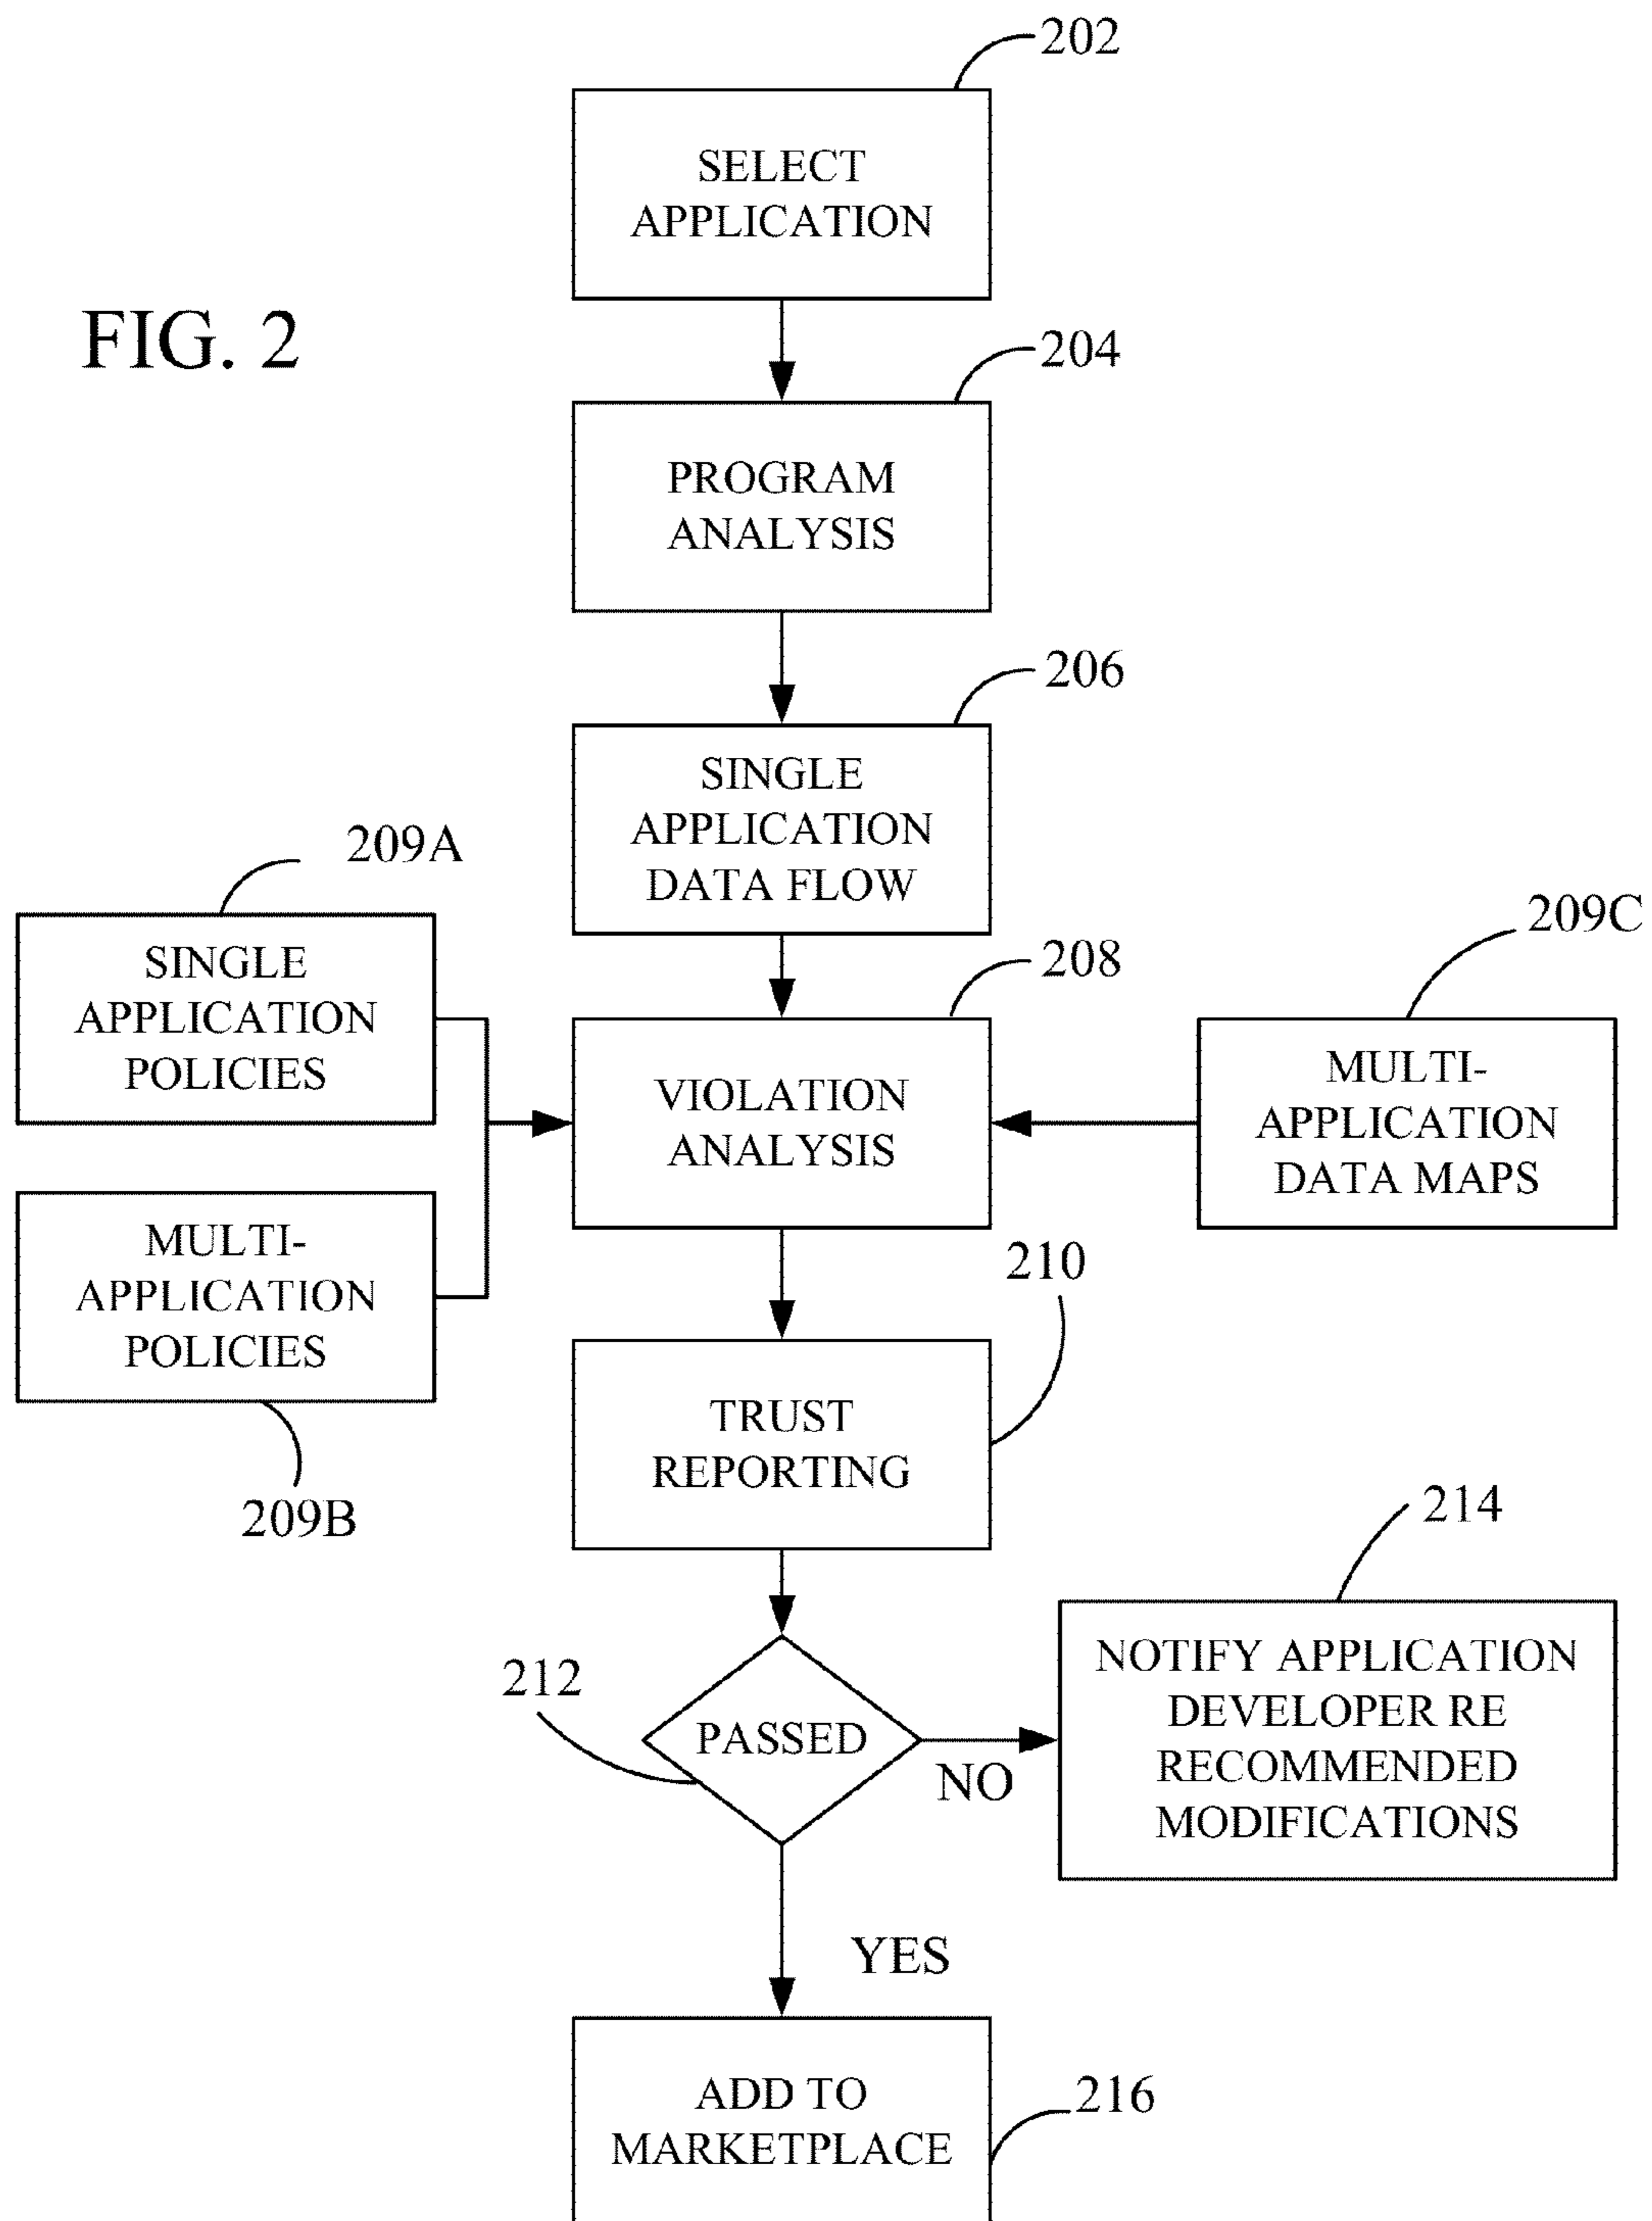 202
SELECT
APPLICATION
FIG. 2
204
PROGRAM
ANALYSIS
206
SINGLE
APPLICATION
DATA FLOW
209A
SINGLE
APPLICATION
POLICIES
208
VIOLATION
ANALYSIS
209C
MULTI-
APPLICATION
DATA MAPS
MULTI-
APPLICATION
POLICIES
209B
210
TRUST
REPORTING
212
PASSED
NO
214
NOTIFY APPLICATION
DEVELOPER RE
RECOMMENDED
MODIFICATIONS
YES
ADD TO
MARKETPLACE
216